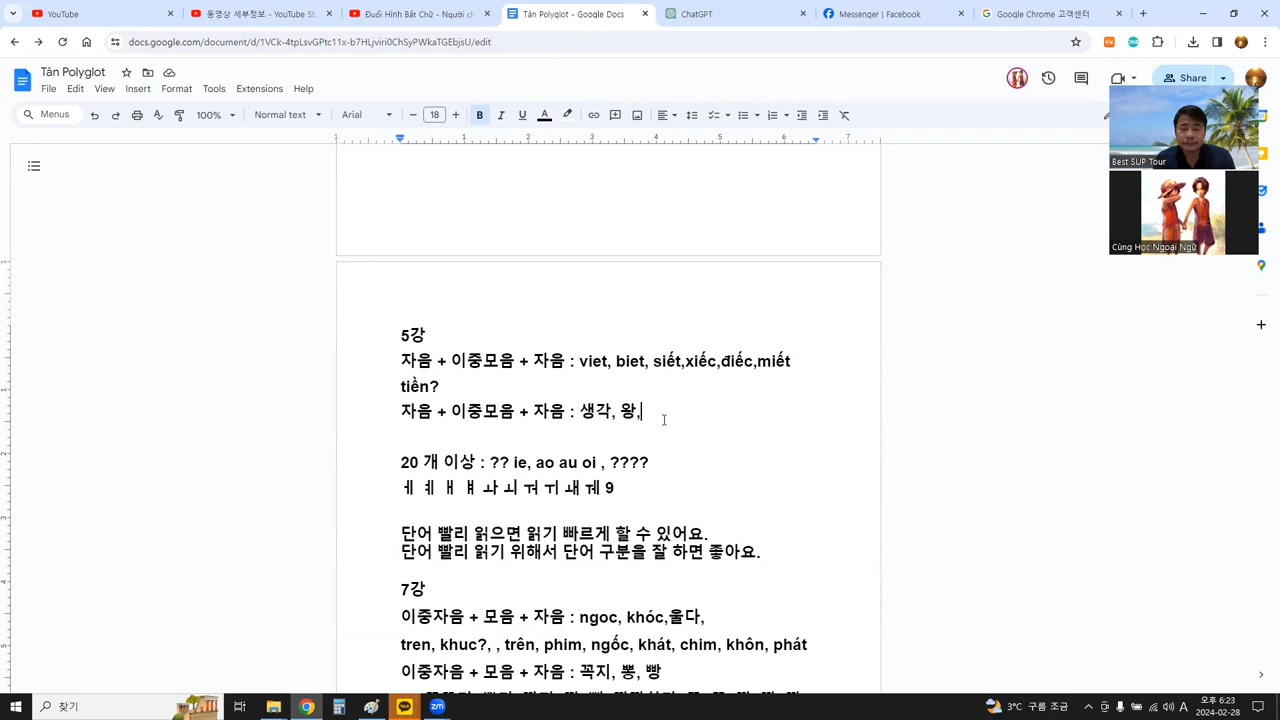 YouTube
동영상 세부정보 - YouTube St
Đuổi Hình Bắt Chữ - Người ch
Tân Polyglot - Google Docs
ChatGPT
Messenger | Facebook
Google Chrome 고객센터
Tân Polyglot
Share
File Edit View Insert Format Tools Extensions Help
Menus
100%
Normal text
Arial
18
Best SUP Tour
Cùng Học Ngoại Ngữ
5강
자음 + 이중모음 + 자음 : viet, biet, siết,xiếc,điếc,miết
tiền?
자음 + 이중모음 + 자음 : 생각, 왕,
20 개 이상 : ?? ie, ao au oi , ????
ㅔ ㅖ ㅐ ㅒ ㅘ ㅚ ㅝ ㅟ ㅙ ㅞ 9
단어 빨리 읽으면 읽기 빠르게 할 수 있어요.
단어 빨리 읽기 위해서 단어 구분을 잘 하면 좋아요.
7강
이중자음 + 모음 + 자음 : ngoc, khóc,울다,
tren, khuc?, , trên, phim, ngốc, khát, chim, khôn, phát
이중자음 + 모음 + 자음 : 꼭지, 뽕, 빵
찾기
3°C 구름 조금
오후 6:23
2024-02-28